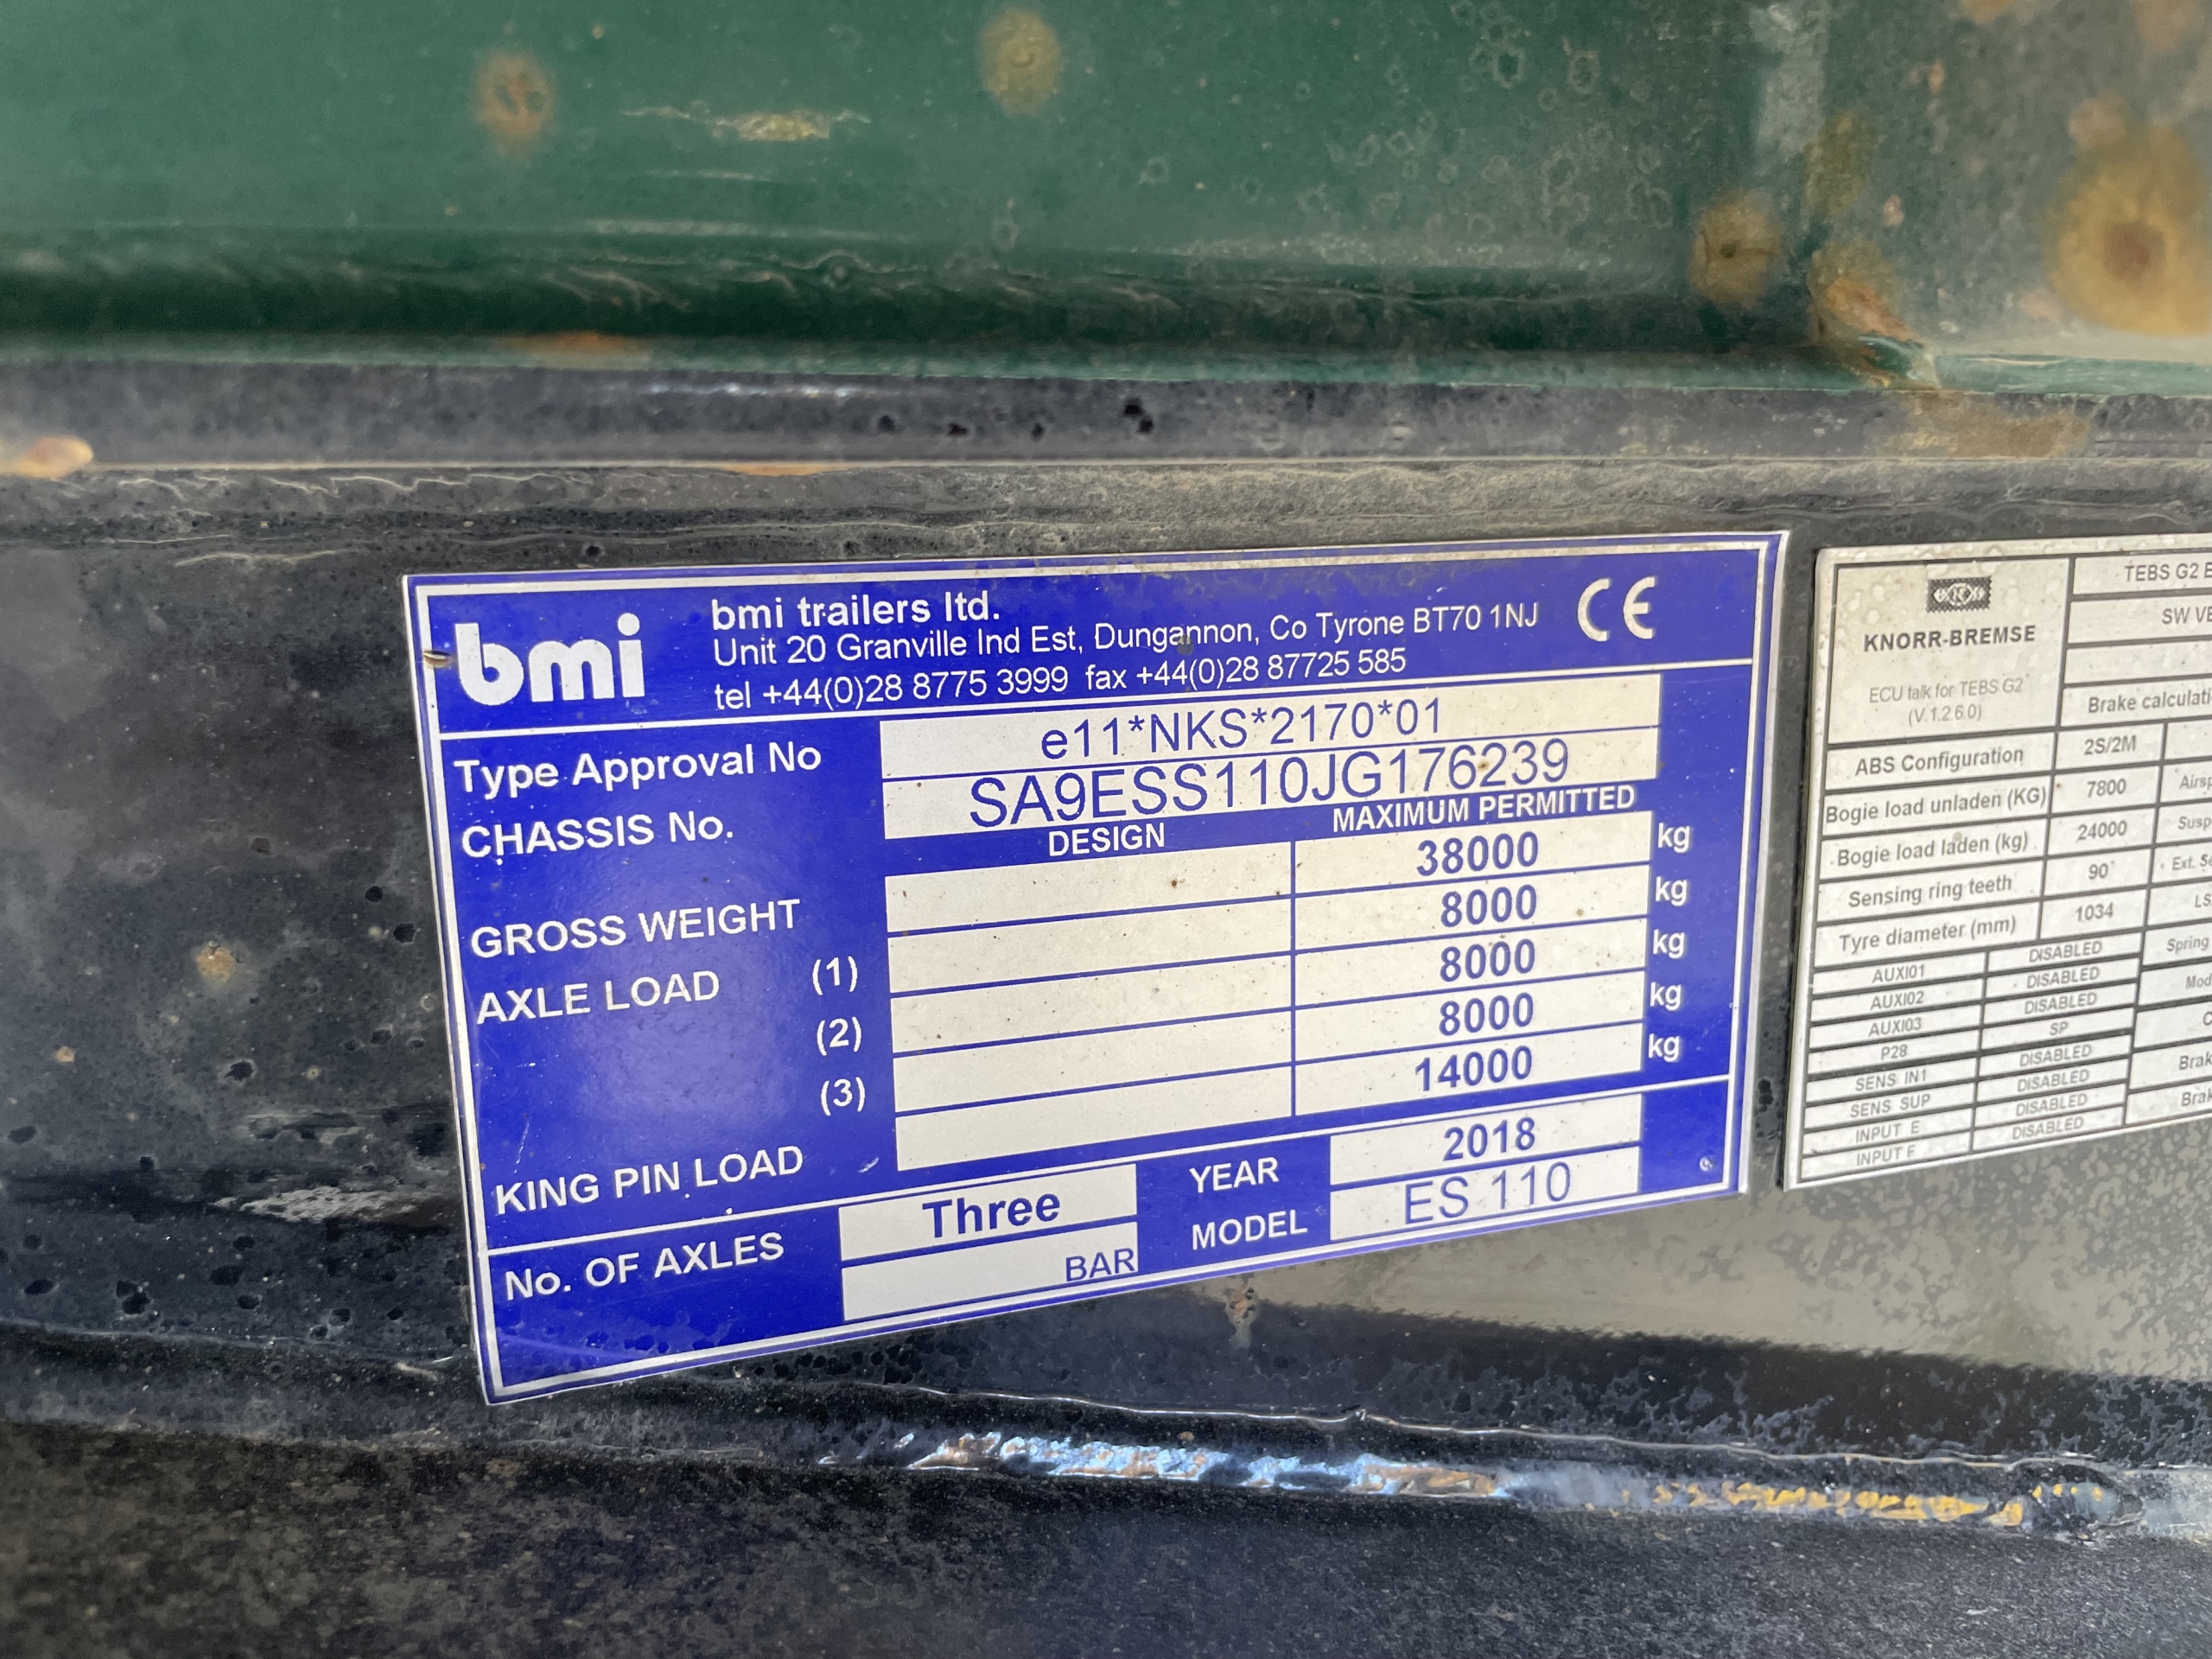 bmi
bmi trailers ltd.
Unit 20 Granville Ind Est, Dungannon, Co Tyrone BT70 1NJ
tel +44(0)28 8775 3999 fax +44(0)28 87725 585
CE
Type Approval No e11*NKS*2170*01
CHASSIS No. SA9ESS110JG176239
DESIGN MAXIMUM PERMITTED
GROSS WEIGHT 38000 kg
AXLE LOAD (1) 8000 kg
(2) 8000 kg
(3) 8000 kg
KING PIN LOAD 14000 kg
No. OF AXLES Three YEAR 2018
BAR MODEL ES 110
KNORR-BREMSE
ECU talk for TEBS G2
(V.1.2.6.0)
TEBS G2
SW
Brake
ABS Configuration 2S/2M
Bogie load unladen (KG) 7800
Bogie load laden (kg) 24000
Sensing ring teeth 90
Tyre diameter (mm) 1034
AUXI01 DISABLED Spring
AUXI02 DISABLED
AUXI03 DISABLED
P28 SP
SENS IN1 DISABLED
SENS SUP DISABLED
INPUT E DISABLED
INPUT F DISABLED